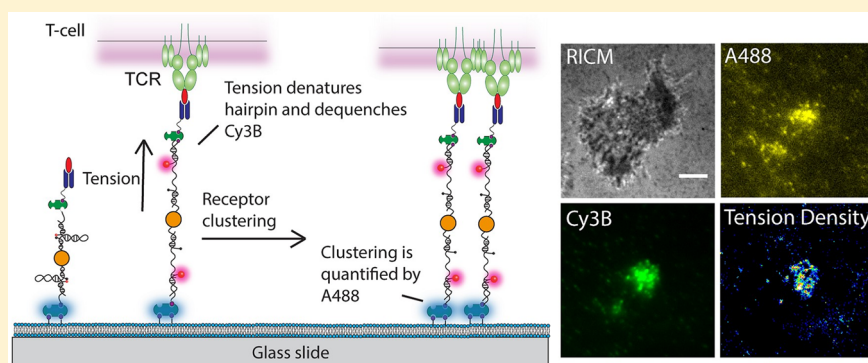 T-cell
TCR
Tension denatures
hairpin and dequenches
Cy3B
Tension
Receptor
clustering
Clustering is
quantified by
A488
Glass slide
RICM
A488
Cy3B
Tension Density